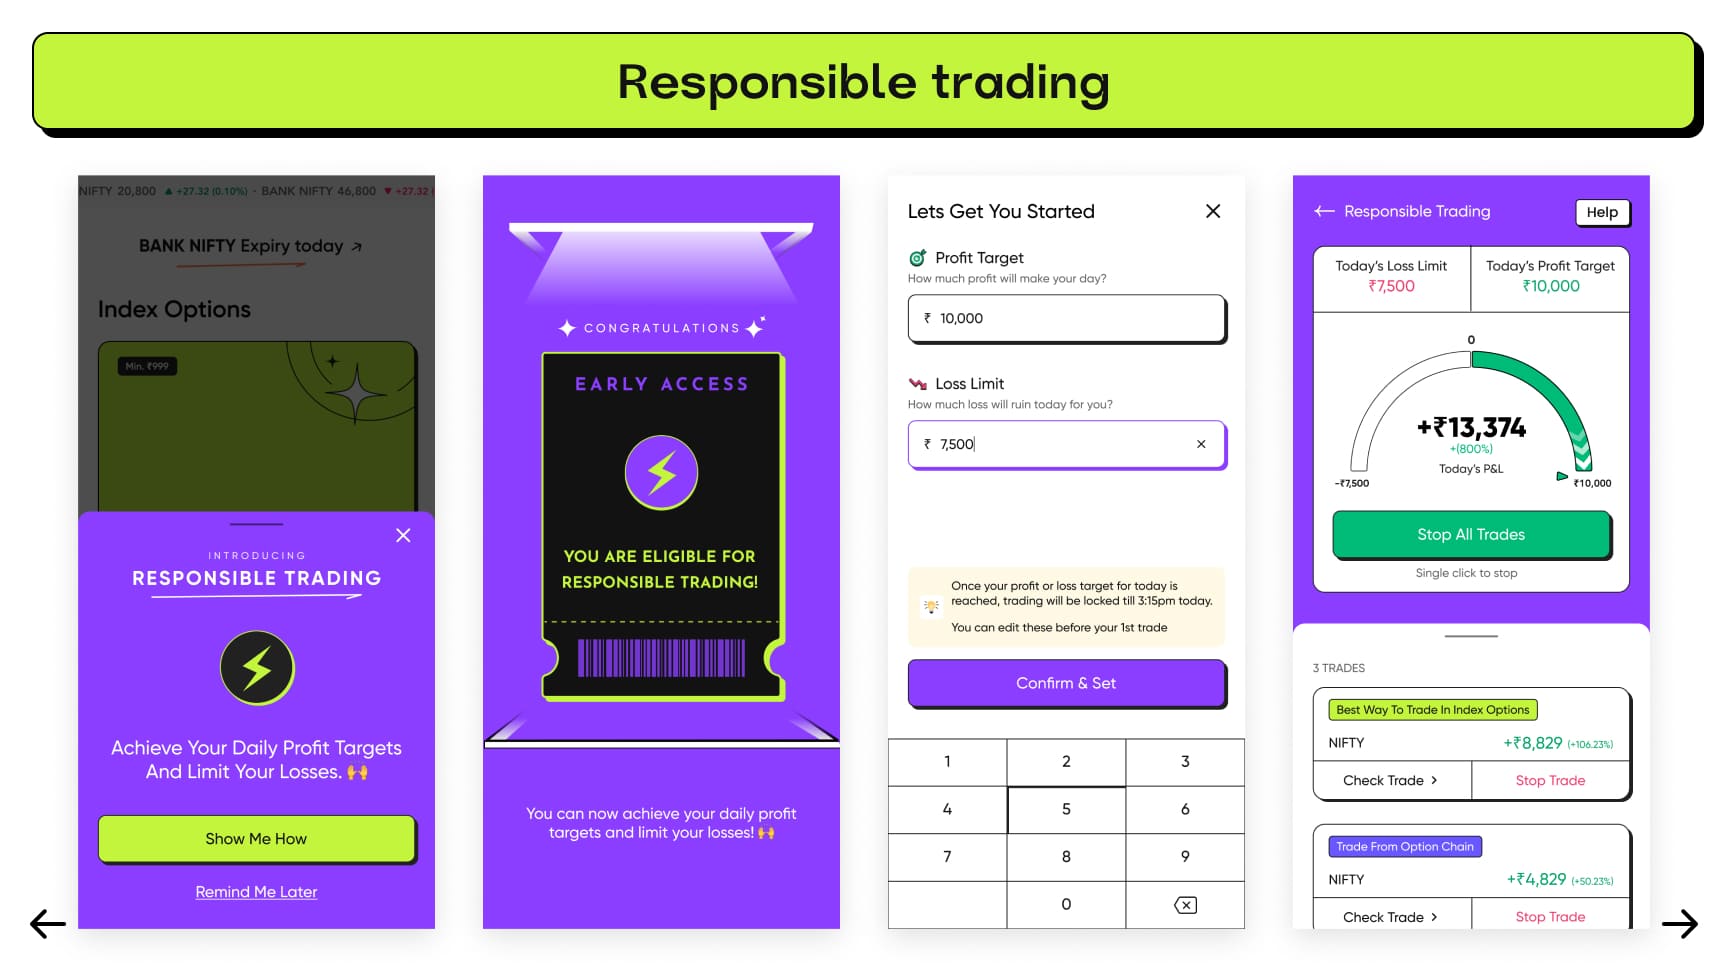 Responsible trading
NIFTY 20,800 ▲ +27.32 (0.10%) - BANK NIFTY 46,800 ▼ +27.32 (
BANK NIFTY Expiry today ↗
Index Options
Min. ₹999
INTRODUCING
RESPONSIBLE TRADING
Achieve Your Daily Profit Targets
And Limit Your Losses. 🙌
Show Me How
Remind Me Later
CONGRATULATIONS
EARLY ACCESS
YOU ARE ELIGIBLE FOR
RESPONSIBLE TRADING!
You can now achieve your daily profit
targets and limit your losses! 🙌
Lets Get You Started
Profit Target
How much profit will make your day?
₹ 10,000
Loss Limit
How much loss will ruin today for you?
₹ 7,500
Once your profit or loss target for today is
reached, trading will be locked till 3:15pm today.
You can edit these before your 1st trade
Confirm & Set
1 2 3
4 5 6
7 8 9
0
Responsible Trading
Help
Today's Loss Limit
₹7,500
Today's Profit Target
₹10,000
0
+₹13,374
+(800%)
Today's P&L
-₹7,500
₹10,000
Stop All Trades
Single click to stop
3 TRADES
Best Way To Trade In Index Options
NIFTY +₹8,829 (+106.23%)
Check Trade > Stop Trade
Trade From Option Chain
NIFTY +₹4,829 (+50.23%)
Check Trade > Stop Trade